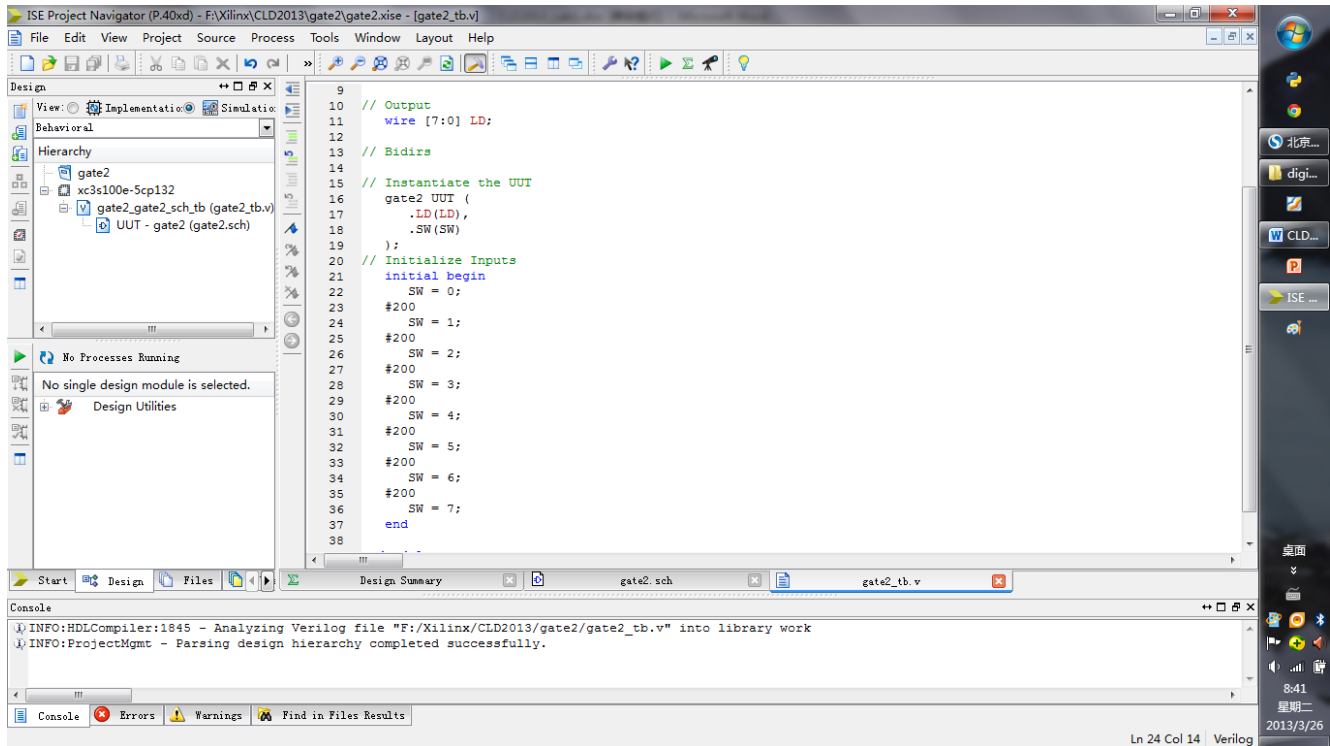 ISE Project Navigator (P.40xd) - F:\Xilinx\CLD2013\gate2\gate2.xise - [gate2_tb.v]
File Edit View Project Source Process Tools Window Layout Help
Design
View: Implementatio Simulatio
Behavioral
Hierarchy
gate2
xc3s100e-5cp132
gate2_gate2_sch_tb (gate2_tb.v)
UUT - gate2 (gate2.sch)
No Processes Running
No single design module is selected.
Design Utilities
Start Design Files
9
10 // Output
11 wire [7:0] LD;
12
13 // Bidirs
14
15 // Instantiate the UUT
16 gate2 UUT (
17 .LD(LD),
18 .SW(SW)
19 );
20 // Initialize Inputs
21 initial begin
22 SW = 0;
23 #200
24 SW = 1;
25 #200
26 SW = 2;
27 #200
28 SW = 3;
29 #200
30 SW = 4;
31 #200
32 SW = 5;
33 #200
34 SW = 6;
35 #200
36 SW = 7;
37 end
38
Design Summary gate2.sch gate2_tb.v
Console
INFO:HDLCompiler:1845 - Analyzing Verilog file "F:/Xilinx/CLD2013/gate2/gate2_tb.v" into library work
INFO:ProjectMgmt - Parsing design hierarchy completed successfully.
Console Errors Warnings Find in Files Results
Ln 24 Col 14 Verilog
北京...
digi...
CLD...
ISE ...
桌面
8:41
星期二
2013/3/26